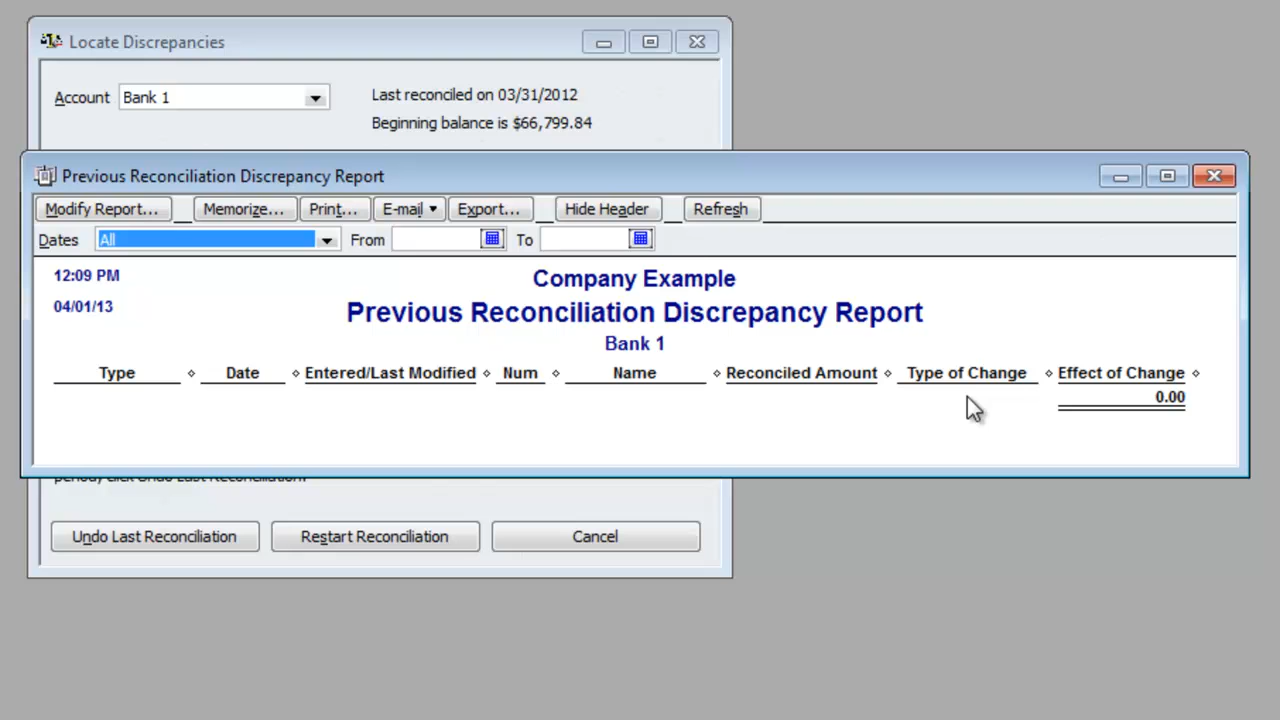 Locate Discrepancies
Account Bank 1 Last reconciled on 03/31/2012
Beginning balance is $66,799.84
Previous Reconciliation Discrepancy Report
Modify Report... Memorize... Print... E-mail Export... Hide Header Refresh
Dates All From To
12:09 PM Company Example
04/01/13 Previous Reconciliation Discrepancy Report
Bank 1
Type Date Entered/Last Modified Num Name Reconciled Amount Type of Change Effect of Change
0.00
period, click Undo Last Reconciliation.
Undo Last Reconciliation Restart Reconciliation Cancel